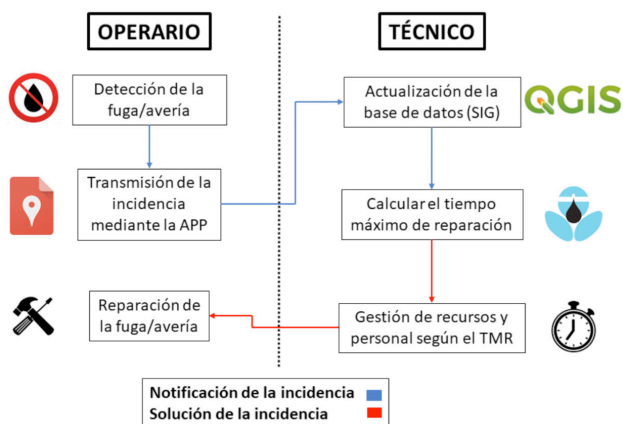 OPERARIO
TÉCNICO
Detección de la
fuga/avería
Actualización de la
base de datos (SIG)
QGIS
Transmisión de la
incidencia
mediante la APP
Calcular el tiempo
máximo de reparación
Reparación de
la fuga/avería
Gestión de recursos y
personal según el TMR
Notificación de la incidencia
Solución de la incidencia